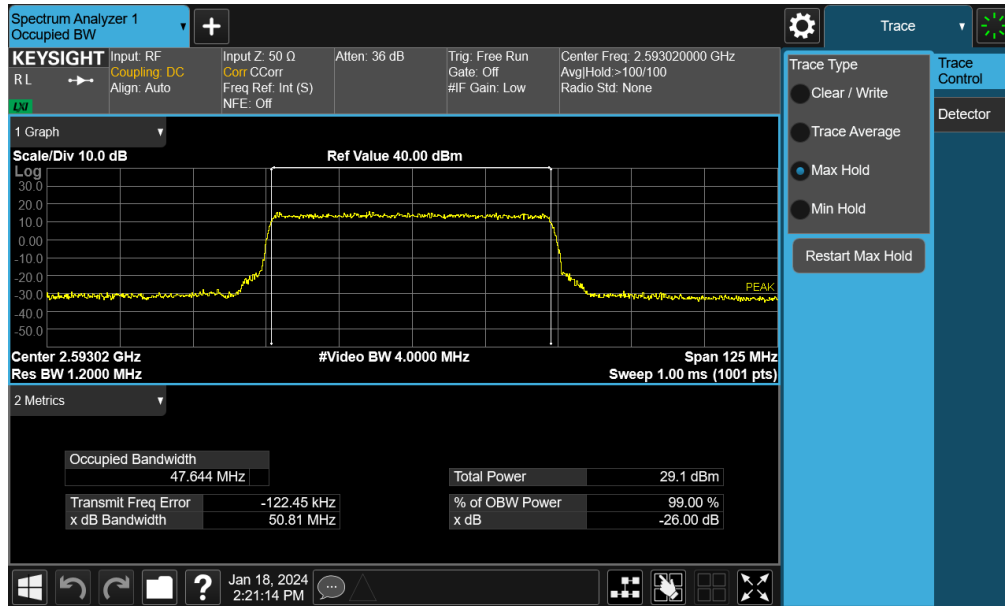 Spectrum Analyzer 1
Occupied BW
+
Trace
KEYSIGHT
R L
LXI
Input: RF
Coupling: DC
Align: Auto
Input Z: 50 Ω
Corr CCorr
Freq Ref: Int (S)
NFE: Off
Atten: 36 dB
Trig: Free Run
Gate: Off
#IF Gain: Low
Center Freq: 2.593020000 GHz
Avg|Hold:>100/100
Radio Std: None
Trace Type
Clear / Write
Trace Average
Max Hold
Min Hold
Restart Max Hold
Trace
Control
Detector
1 Graph
Scale/Div 10.0 dB
Ref Value 40.00 dBm
Log
30.0
20.0
10.0
0.00
-10.0
-20.0
-30.0
-40.0
-50.0
PEAK
Center 2.59302 GHz
#Video BW 4.0000 MHz
Span 125 MHz
Res BW 1.2000 MHz
Sweep 1.00 ms (1001 pts)
2 Metrics
Occupied Bandwidth
47.644 MHz
Total Power 29.1 dBm
Transmit Freq Error -122.45 kHz
% of OBW Power 99.00 %
x dB Bandwidth 50.81 MHz
x dB -26.00 dB
?
Jan 18, 2024
2:21:14 PM